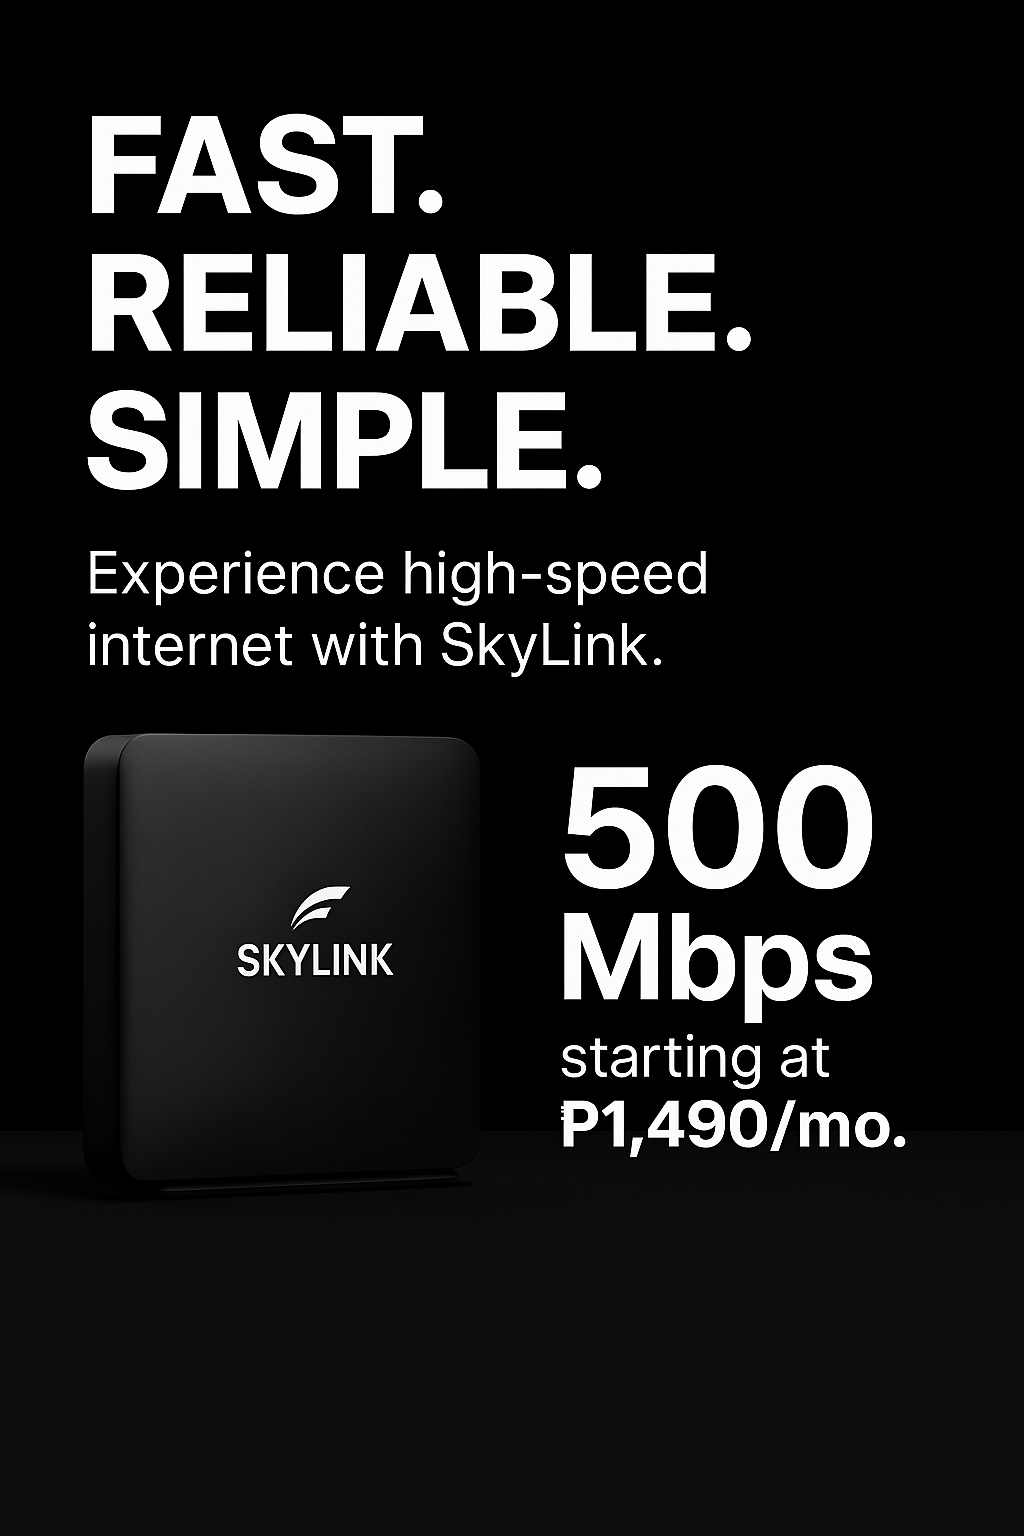 FAST.
RELIABLE.
SIMPLE.
Experience high-speed
internet with SkyLink.
SKYLINK
500
Mbps
starting at
₱1,490/mo.